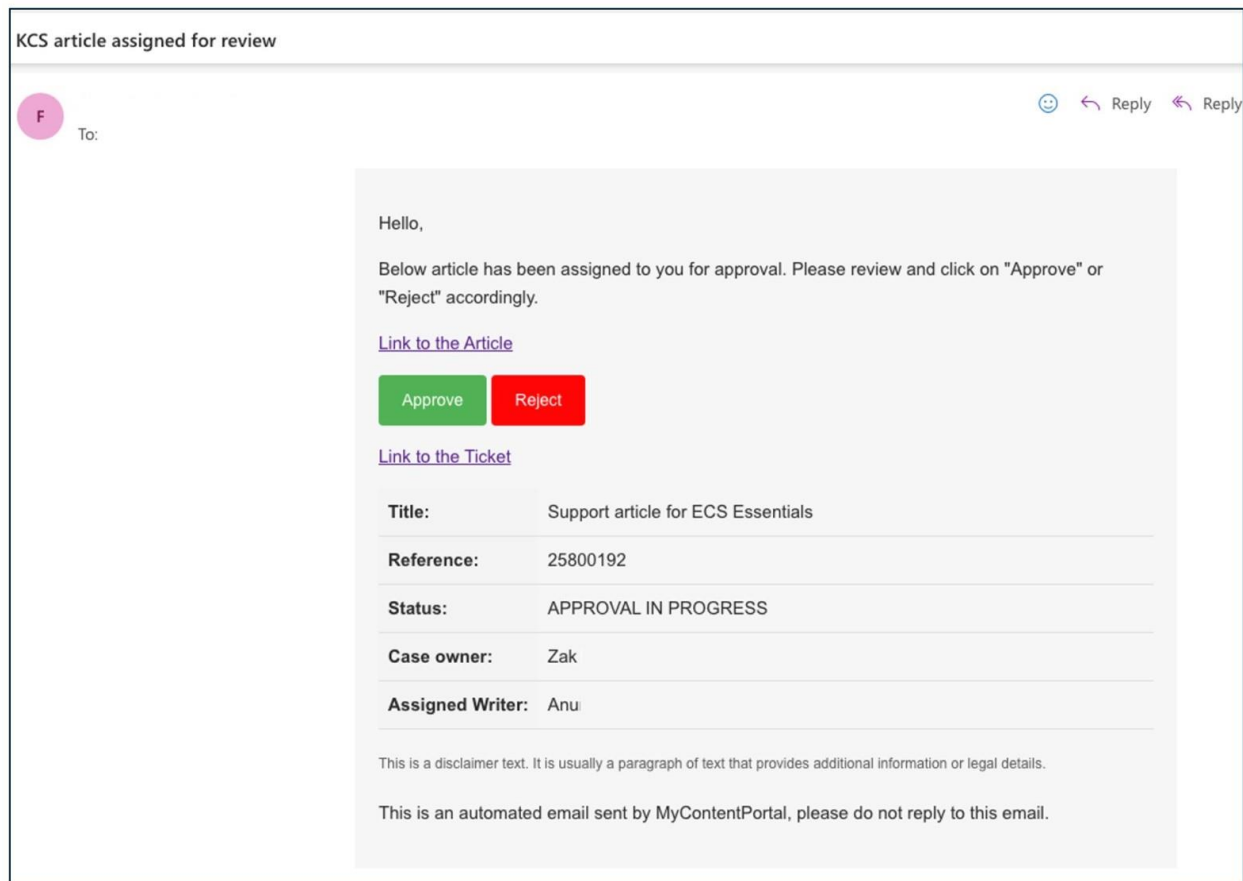 KCS article assigned for review
F
Reply
Reply
To:
Hello,
Below article has been assigned to you for approval. Please review and click on "Approve" or
"Reject" accordingly.
Link to the Article
Approve Reject
Link to the Ticket
Title: Support article for ECS Essentials
Reference: 25800192
Status: APPROVAL IN PROGRESS
Case owner: Zak
Assigned Writer: Anu
This is a disclaimer text. It is usually a paragraph of text that provides additional information or legal details.
This is an automated email sent by MyContentPortal, please do not reply to this email.